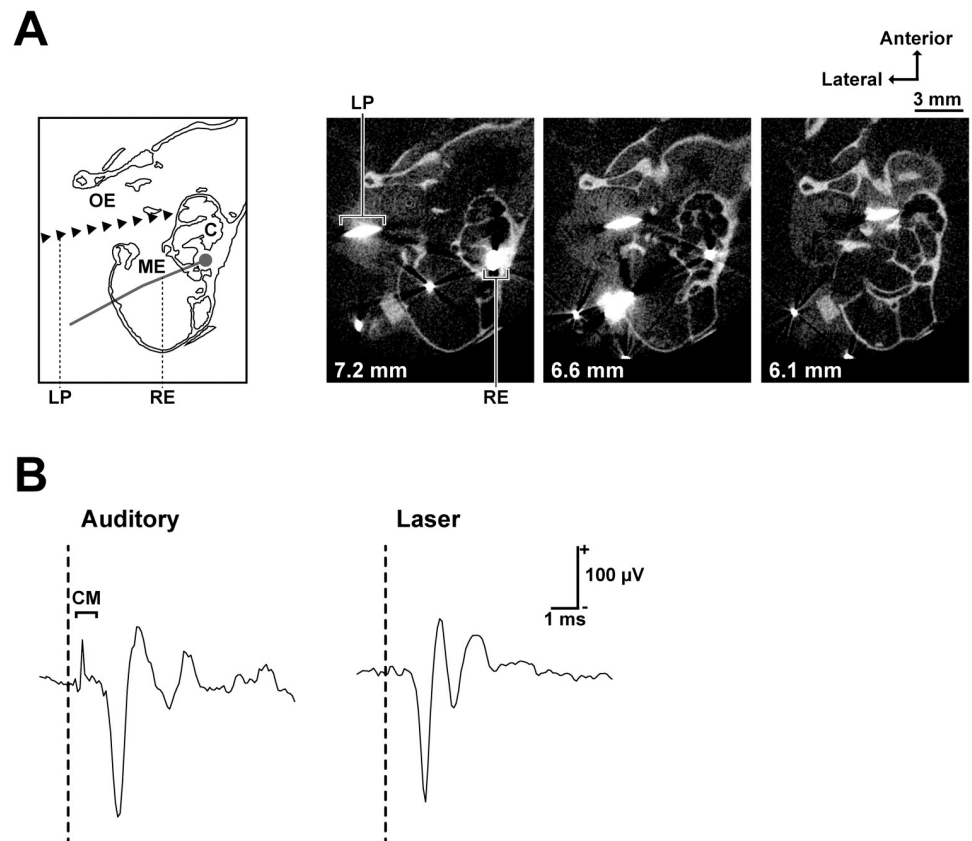 A
Anterior
Lateral
3 mm
LP
OE
C
ME
LP
RE
7.2 mm
6.6 mm
6.1 mm
RE
B
Auditory
Laser
CM
+
100 µV
-
1 ms